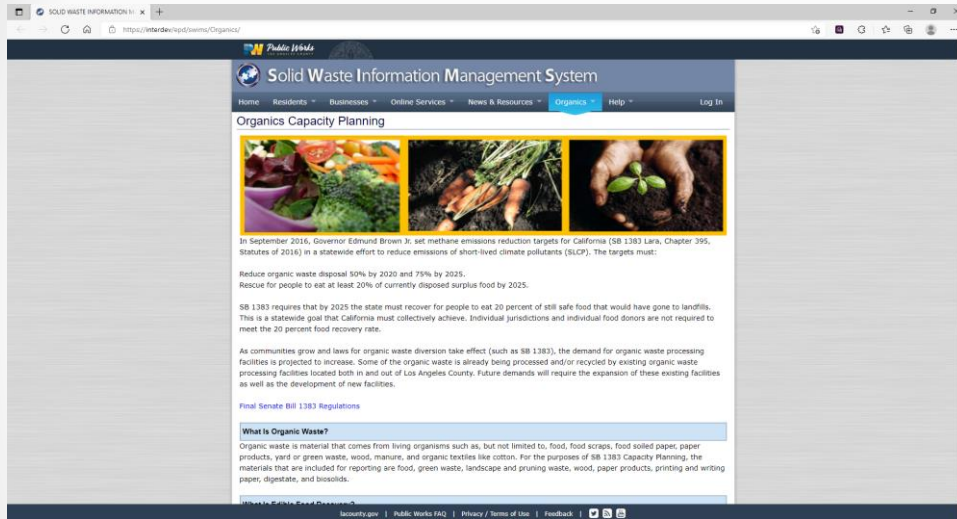 SOLID WASTE INFORMATION M
https://interdev/epd/swims/Organics/
Public Works
LOS ANGELES COUNTY
Solid Waste Information Management System
Home Residents Businesses Online Services News & Resources Organics Help Log In
Organics Capacity Planning
In September 2016, Governor Edmund Brown Jr. set methane emissions reduction targets for California (SB 1383 Lara, Chapter 395,
Statutes of 2016) in a statewide effort to reduce emissions of short-lived climate pollutants (SLCP). The targets must:
Reduce organic waste disposal 50% by 2020 and 75% by 2025.
Rescue for people to eat at least 20% of currently disposed surplus food by 2025.
SB 1383 requires that by 2025 the state must recover for people to eat 20 percent of still safe food that would have gone to landfills.
This is a statewide goal that California must collectively achieve. Individual jurisdictions and individual food donors are not required to
meet the 20 percent food recovery rate.
As communities grow and laws for organic waste diversion take effect (such as SB 1383), the demand for organic waste processing
facilities is projected to increase. Some of the organic waste is already being processed and/or recycled by existing organic waste
processing facilities located both in and out of Los Angeles County. Future demands will require the expansion of these existing facilities
as well as the development of new facilities.
Final Senate Bill 1383 Regulations
What Is Organic Waste?
Organic waste is material that comes from living organisms such as, but not limited to, food, food scraps, food soiled paper, paper
products, yard or green waste, wood, manure, and organic textiles like cotton. For the purposes of SB 1383 Capacity Planning, the
materials that are included for reporting are food, green waste, landscape and pruning waste, wood, paper products, printing and writing
paper, digestate, and biosolids.
What Is Edible Food Recovery?
lacounty.gov | Public Works FAQ | Privacy / Terms of Use | Feedback |